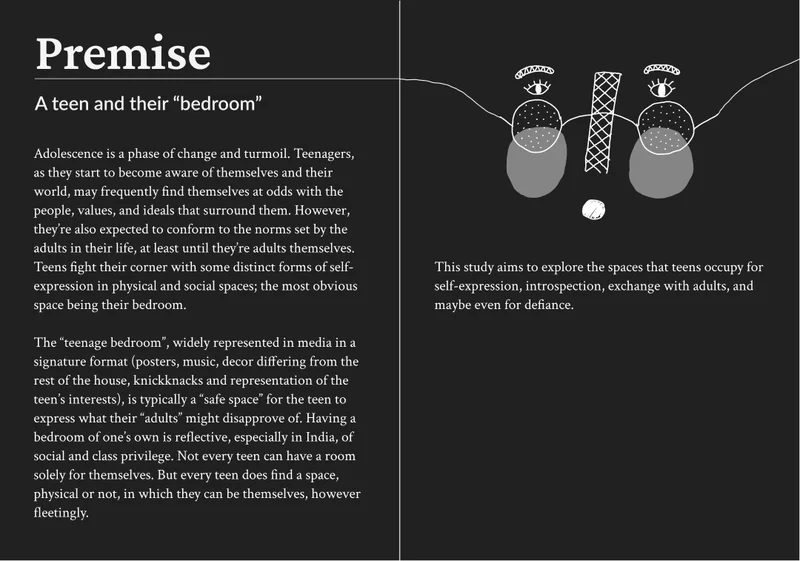 Premise
A teen and their “bedroom”
Adolescence is a phase of change and turmoil. Teenagers,
as they start to become aware of themselves and their
world, may frequently find themselves at odds with the
people, values, and ideals that surround them. However,
they’re also expected to conform to the norms set by the
adults in their life, at least until they’re adults themselves.
Teens fight their corner with some distinct forms of self-
expression in physical and social spaces; the most obvious
space being their bedroom.
The “teenage bedroom”, widely represented in media in a
signature format (posters, music, decor differing from the
rest of the house, knickknacks and representation of the
teen’s interests), is typically a “safe space” for the teen to
express what their “adults” might disapprove of. Having a
bedroom of one’s own is reflective, especially in India, of
social and class privilege. Not every teen can have a room
solely for themselves. But every teen does find a space,
physical or not, in which they can be themselves, however
fleetingly.
This study aims to explore the spaces that teens occupy for
self-expression, introspection, exchange with adults, and
maybe even for defiance.